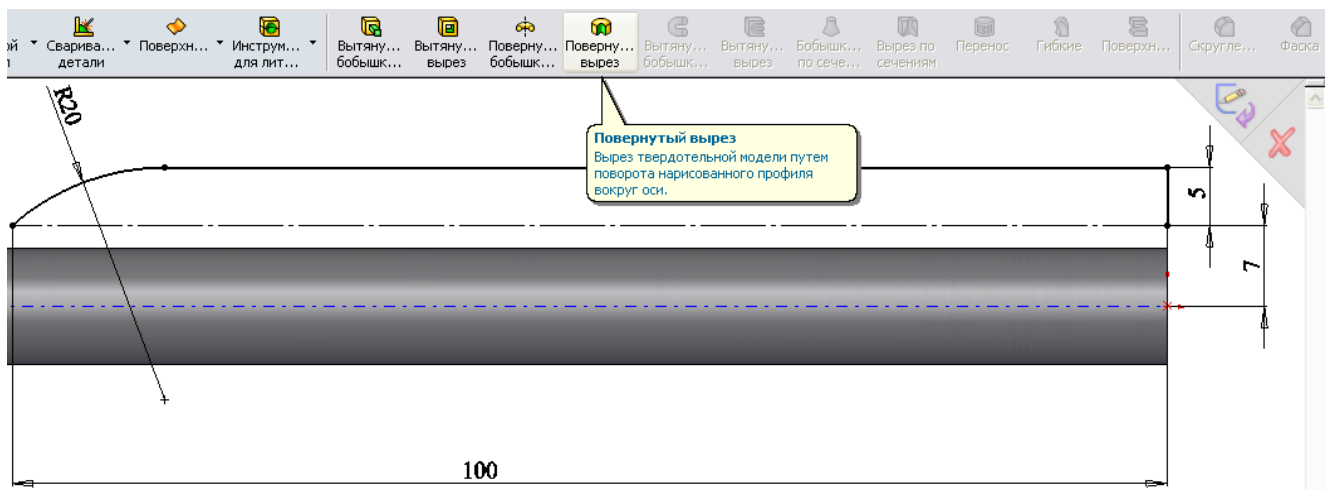 ой
л
Сварива...
детали
Поверхн...
Инструм...
для лит...
Вытяну...
бобышк...
Вытяну...
вырез
Поверну...
бобышк...
Поверну...
вырез
Вытяну...
бобышк...
Вытяну...
вырез
Бобышк...
по сече...
Вырез по
сечениям
Перенос
Гибкие
Поверхн...
Скругле...
Фаска
R20
Повернутый вырез
Вырез твердотельной модели путем
поворота нарисованного профиля
вокруг оси.
5
7
100